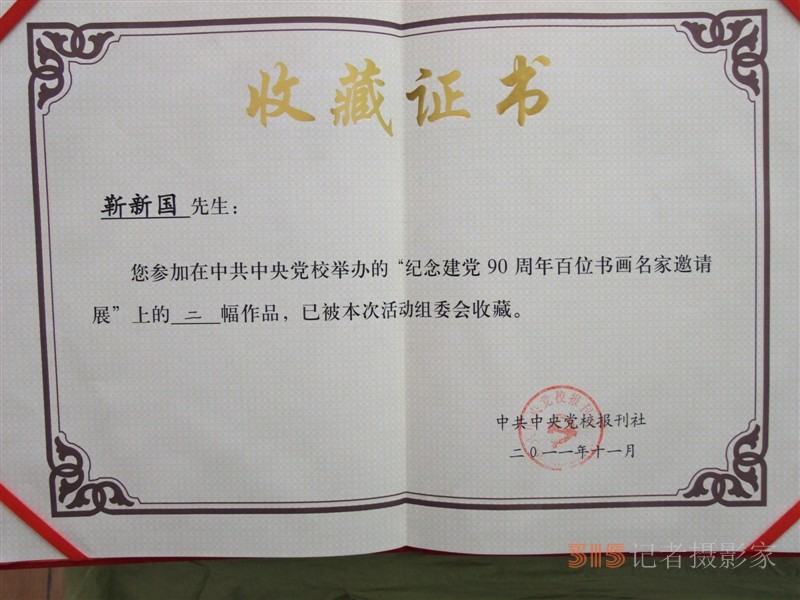 收藏证书
靳新国 先生：
您参加在中共中央党校举办的“纪念建党 90 周年百位书画名家邀请
展”上的 二 幅作品，已被本次活动组委会收藏。
中共中央党校报刊社
二〇一一年十一月
315记者摄影家